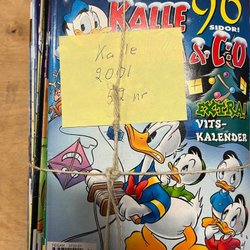 KALLE
96
SIDOR!
& C:O
Kalle
2001
52 nr
EXTRA!
VITS-
KALENDER